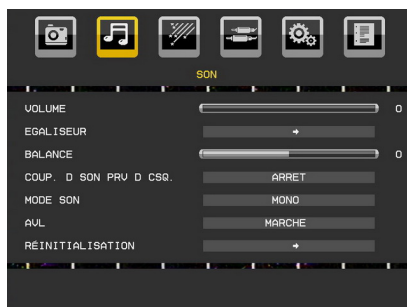 SON
VOLUME 0
EGALISEUR
BALANCE 0
COUP. D SON PRV D CSQ. ARRET
MODE SON MONO
AVL MARCHE
RÉINITIALISATION